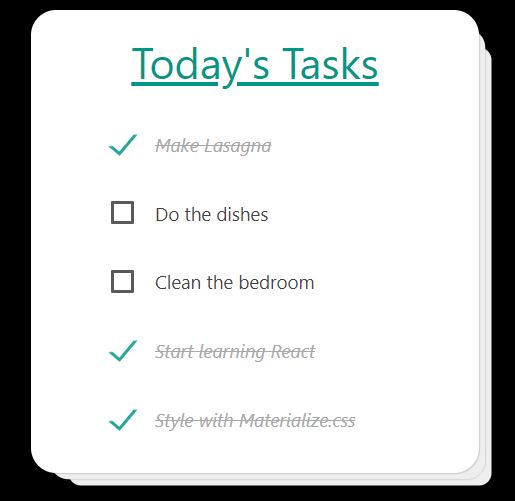 Today's Tasks
Make Lasagna
Do the dishes
Clean the bedroom
Start learning React
Style with Materialize.css